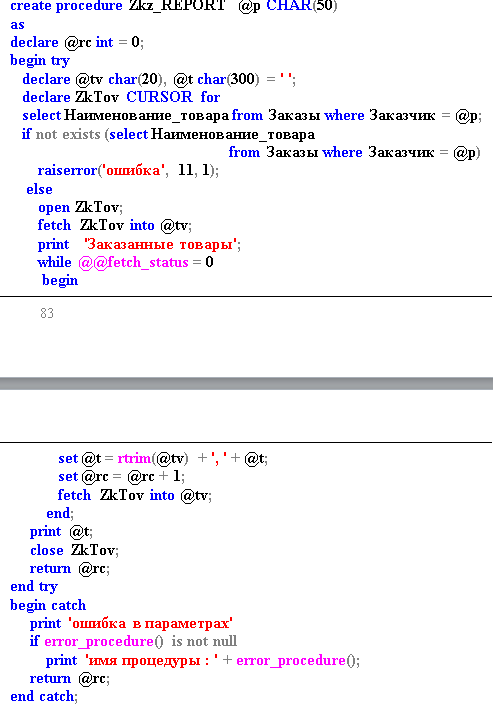 create procedure Zkz_REPORT @p CHAR(50)
as
declare @rc int = 0;
begin try
declare @tv char(20), @t char(300) = ' ';
declare ZkTov CURSOR for
select Наименование_товара from Заказы where Заказчик = @p;
if not exists (select Наименование_товара
from Заказы where Заказчик = @p)
raiserror('ошибка', 11, 1);
else
open ZkTov;
fetch ZkTov into @tv;
print 'Заказанные товары';
while @@fetch_status = 0
begin
83
set @t = rtrim(@tv) + ', ' + @t;
set @rc = @rc + 1;
fetch ZkTov into @tv;
end;
print @t;
close ZkTov;
return @rc;
end try
begin catch
print 'ошибка в параметрах'
if error_procedure() is not null
print 'имя процедуры : ' + error_procedure();
return @rc;
end catch;